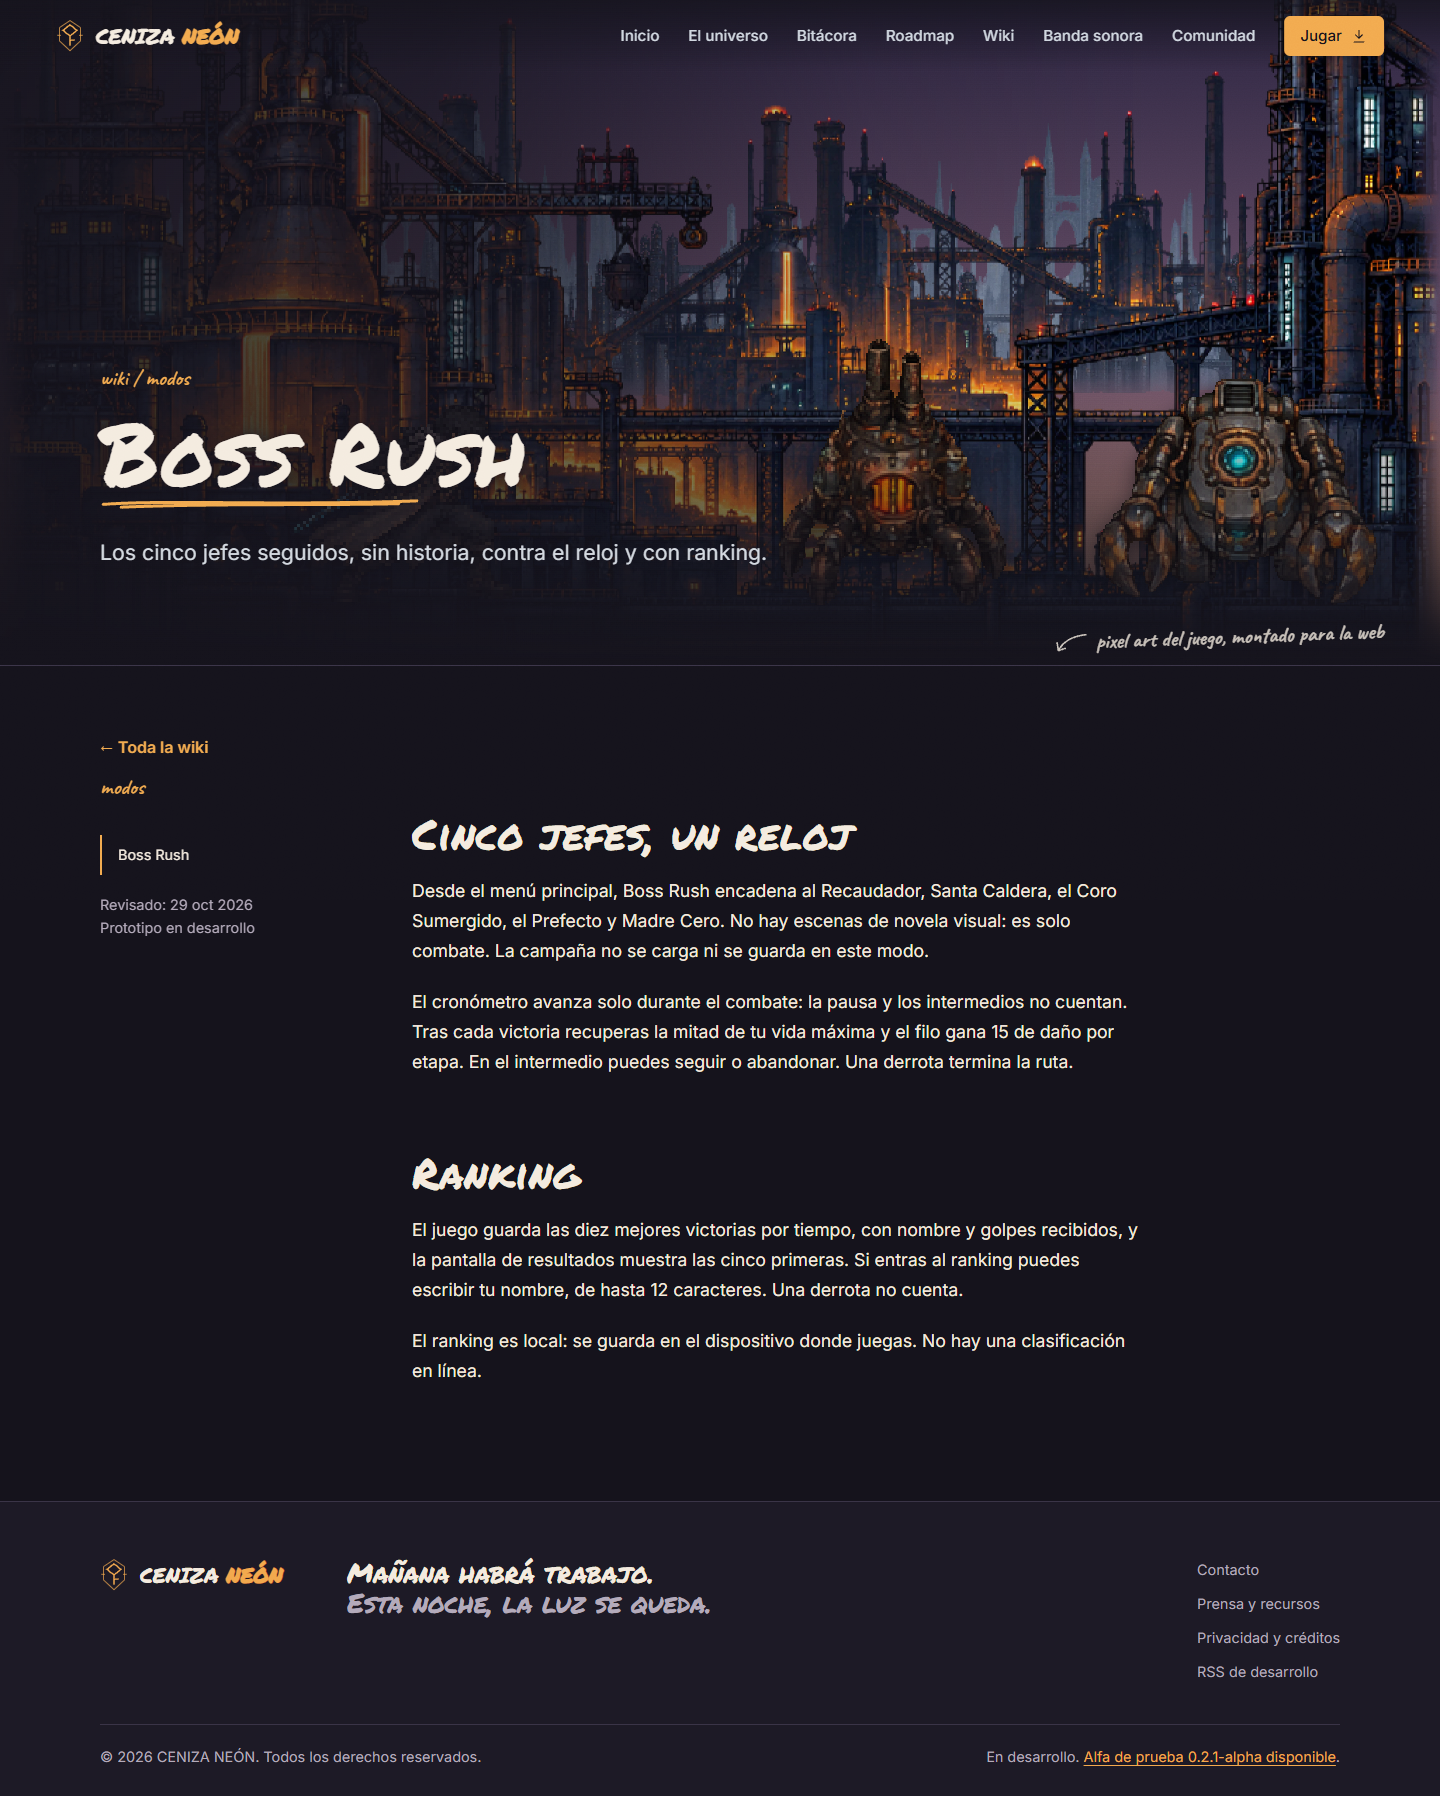 CENIZA NEÓN
Inicio El universo Bitácora Roadmap Wiki Banda sonora Comunidad Jugar
wiki / modos
Boss Rush
Los cinco jefes seguidos, sin historia, contra el reloj y con ranking.
pixel art del juego, montado para la web
← Toda la wiki
modos
Boss Rush
Revisado: 29 oct 2026
Prototipo en desarrollo
Cinco jefes, un reloj
Desde el menú principal, Boss Rush encadena al Recaudador, Santa Caldera, el Coro
Sumergido, el Prefecto y Madre Cero. No hay escenas de novela visual: es solo
combate. La campaña no se carga ni se guarda en este modo.
El cronómetro avanza solo durante el combate: la pausa y los intermedios no cuentan.
Tras cada victoria recuperas la mitad de tu vida máxima y el filo gana 15 de daño por
etapa. En el intermedio puedes seguir o abandonar. Una derrota termina la ruta.
Ranking
El juego guarda las diez mejores victorias por tiempo, con nombre y golpes recibidos, y
la pantalla de resultados muestra las cinco primeras. Si entras al ranking puedes
escribir tu nombre, de hasta 12 caracteres. Una derrota no cuenta.
El ranking es local: se guarda en el dispositivo donde juegas. No hay una clasificación
en línea.
CENIZA NEÓN
Mañana habrá trabajo.
Esta noche, la luz se queda.
Contacto
Prensa y recursos
Privacidad y créditos
RSS de desarrollo
© 2026 CENIZA NEÓN. Todos los derechos reservados.
En desarrollo. Alfa de prueba 0.2.1-alpha disponible.